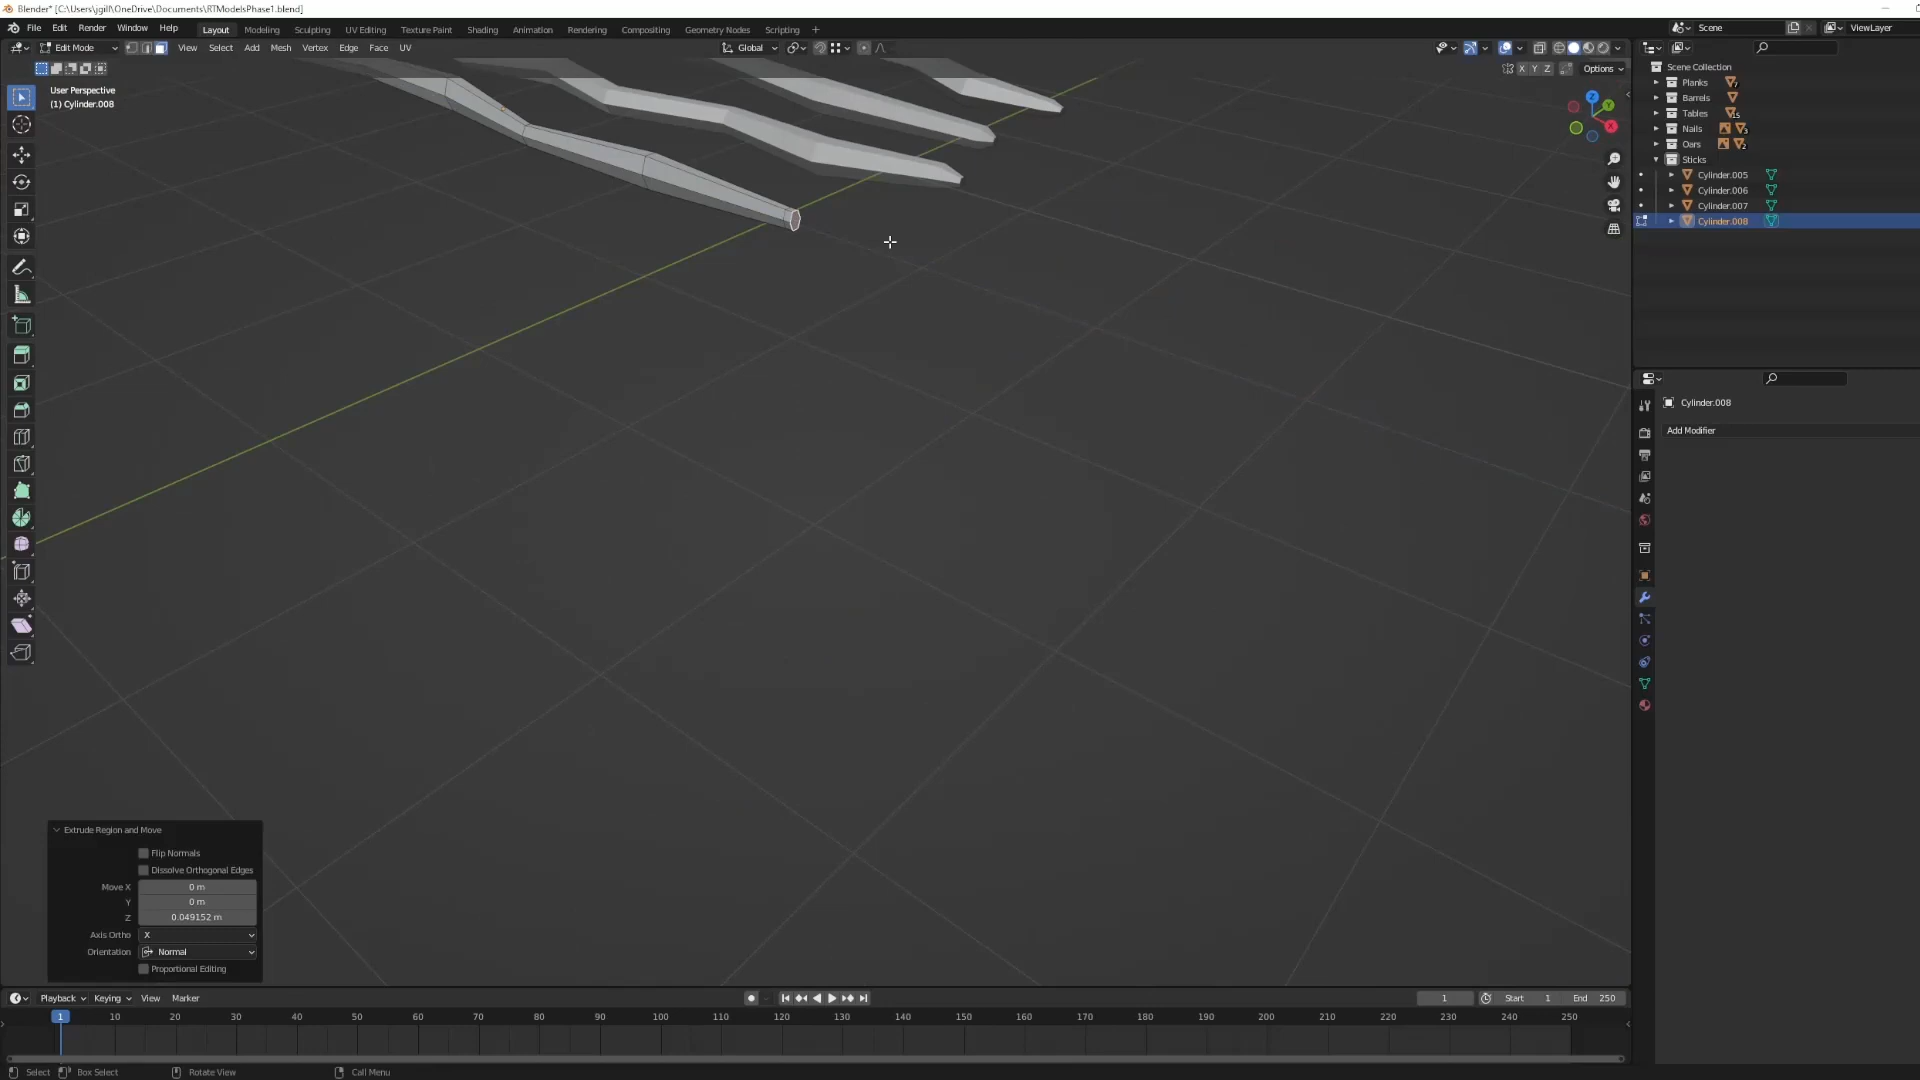 Blender* [C:\Users\jgill\OneDrive\Documents\RTModelsPhase1.blend]
File Edit Render Window Help Layout Modeling Sculpting UV Editing Texture Paint Shading Animation Rendering Compositing Geometry Nodes Scripting + Scene ViewLayer
Edit Mode View Select Add Mesh Vertex Edge Face UV Global
X Y Z Options
User Perspective
(1) Cylinder.008
Z
Y
X
Scene Collection
Planks
Barrels
Tables 15
Nails 3
Oars 2
Sticks
Cylinder.005
Cylinder.006
Cylinder.007
Cylinder.008
Cylinder.008
Add Modifier
Extrude Region and Move
Flip Normals
Dissolve Orthogonal Edges
Move X 0 m
Y 0 m
Z 0.049152 m
Axis Ortho X
Orientation Normal
Proportional Editing
Playback Keying View Marker 1 Start 1 End 250
1 10 20 30 40 50 60 70 80 90 100 110 120 130 140 150 160 170 180 190 200 210 220 230 240 250
Select Box Select Rotate View Call Menu